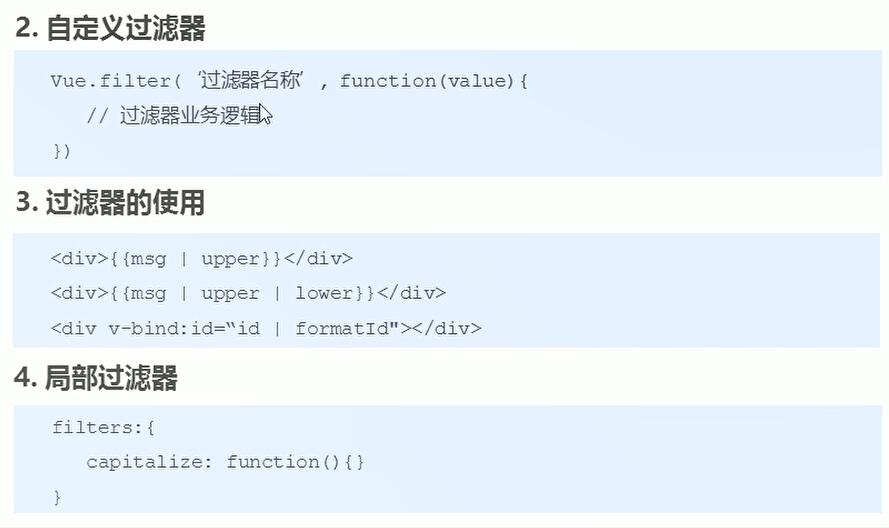 2. 自定义过滤器
Vue.filter(‘过滤器名称’, function(value){
// 过滤器业务逻辑
})
3. 过滤器的使用
<div>{{msg | upper}}</div>
<div>{{msg | upper | lower}}</div>
<div v-bind:id=“id | formatId"></div>
4. 局部过滤器
filters:{
capitalize: function(){}
}